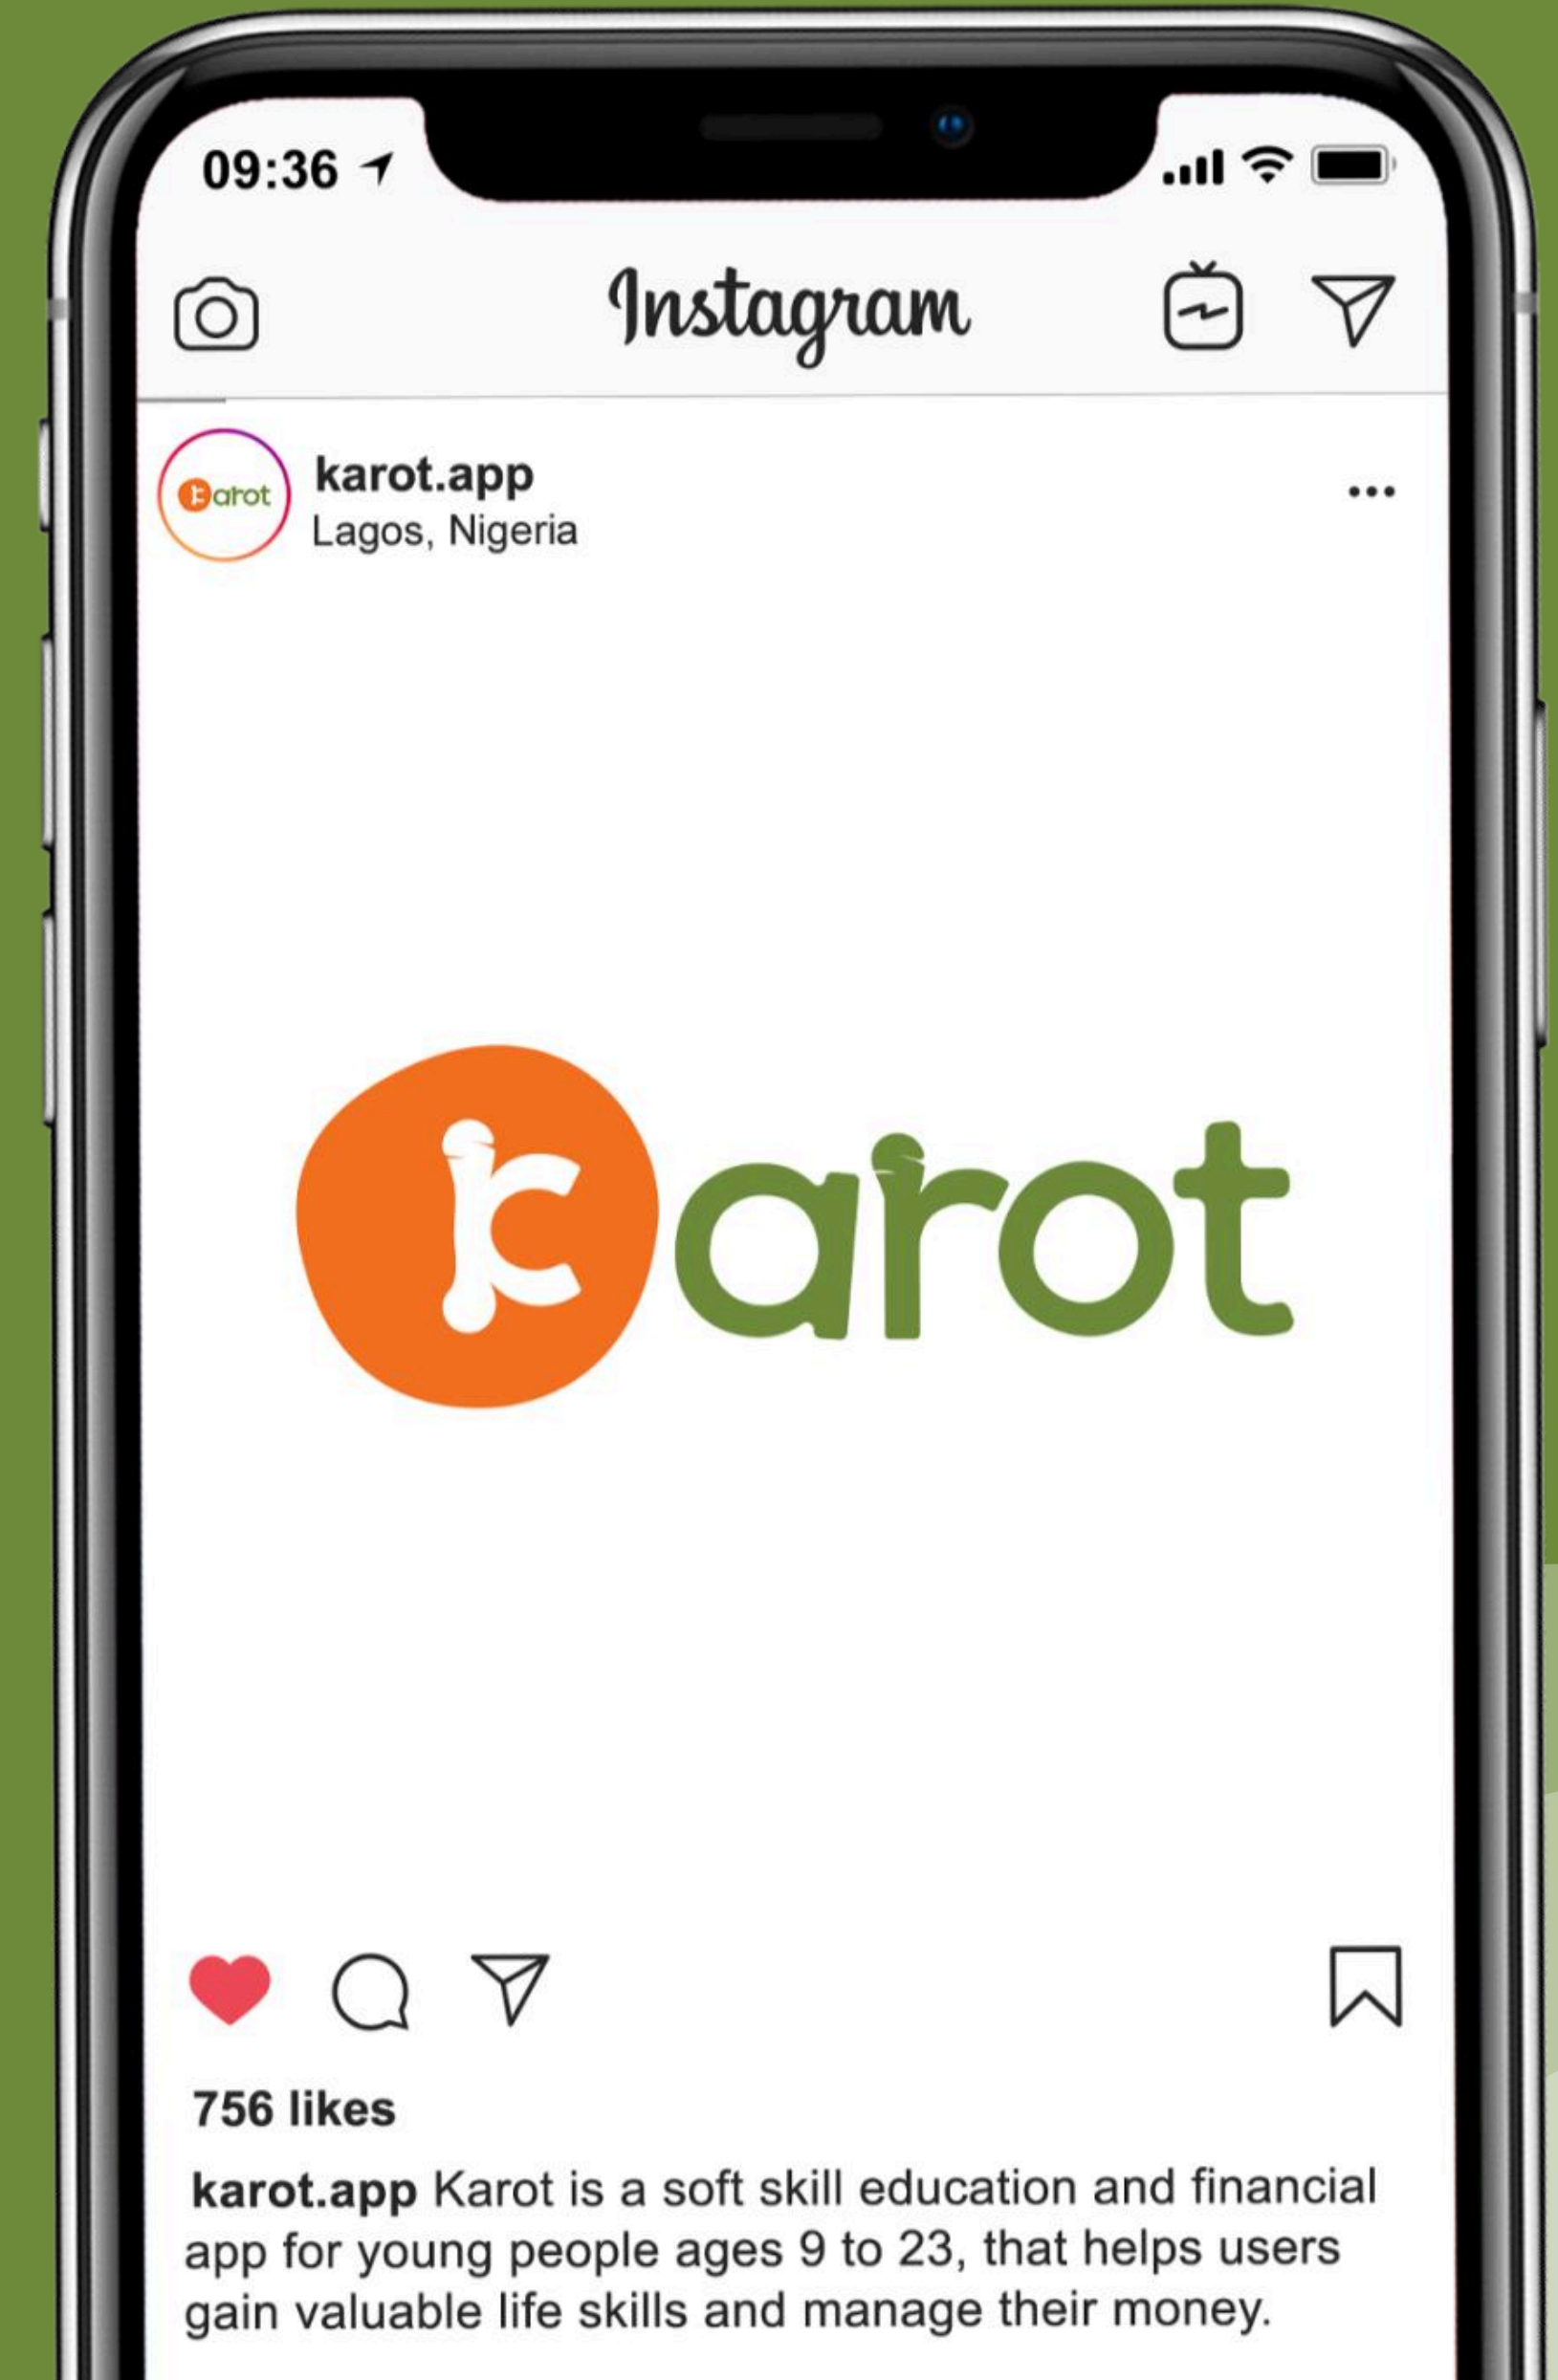 09:36
Instagram
karot
karot.app
Lagos, Nigeria
karot
756 likes
karot.app Karot is a soft skill education and financial
app for young people ages 9 to 23, that helps users
gain valuable life skills and manage their money.